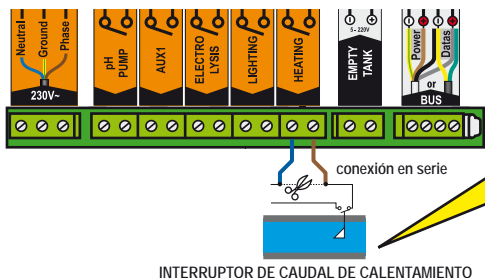 Neutral
Ground
Phase
230V~
pH
PUMP
AUX1
ELECTRO
LYSIS
LIGHTING
HEATING
5 - 220V
EMPTY
TANK
Power
Datas
or
BUS
conexión en serie
INTERRUPTOR DE CAUDAL DE CALENTAMIENTO